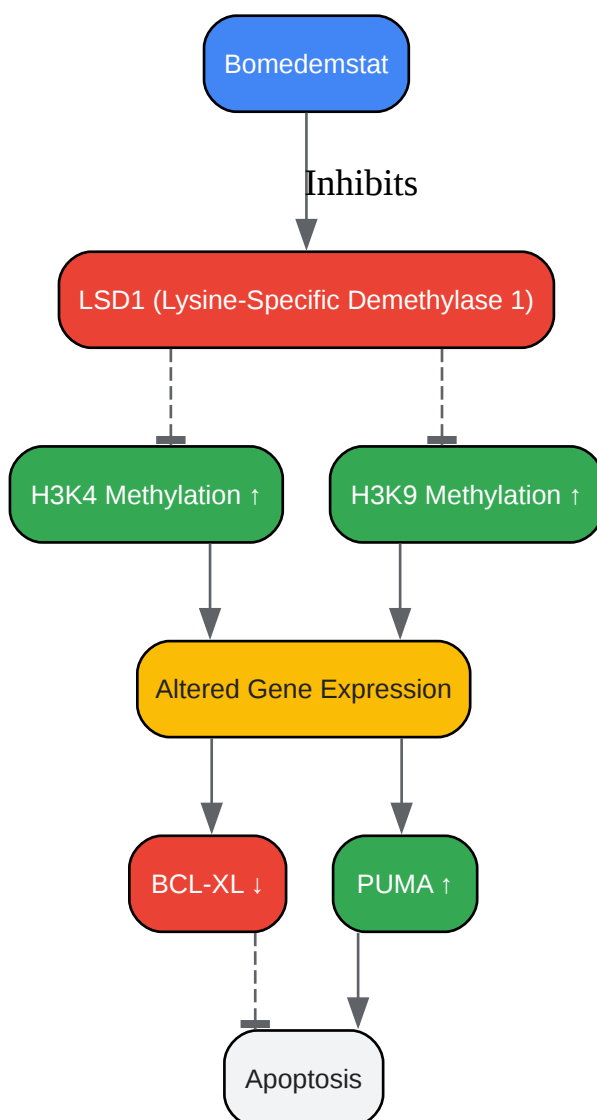 Bomedemstat
Inhibits
LSD1 (Lysine-Specific Demethylase 1)
H3K4 Methylation ↑
H3K9 Methylation ↑
Altered Gene Expression
BCL-XL ↓
PUMA ↑
Apoptosis